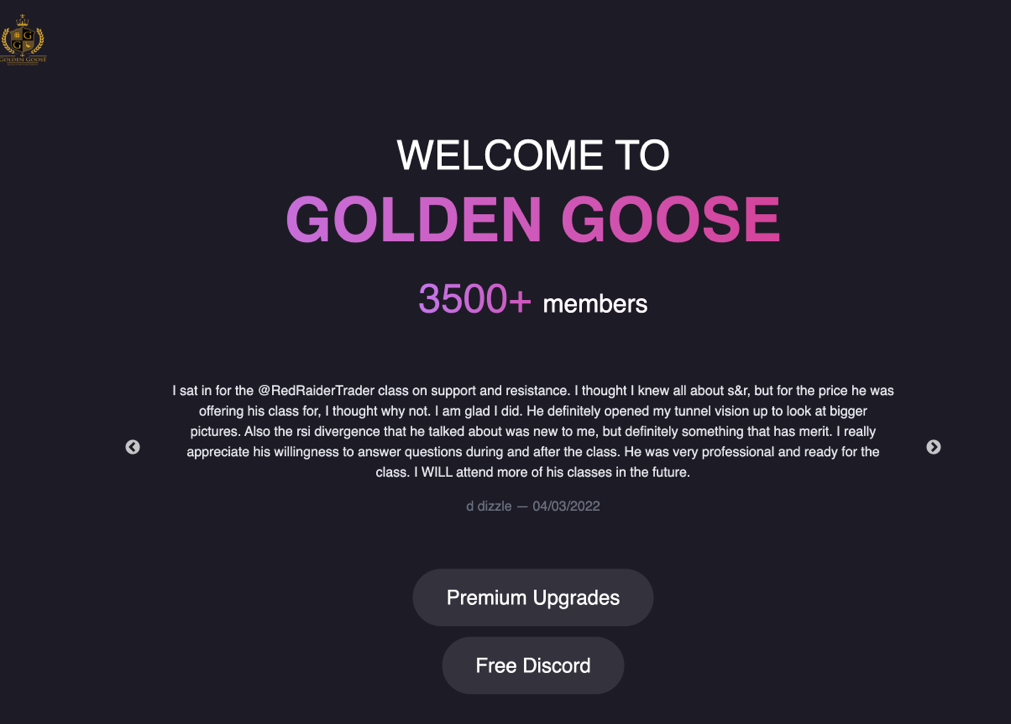 GOLDEN GOOSE
WELCOME TO
GOLDEN GOOSE
3500+ members
I sat in for the @RedRaiderTrader class on support and resistance. I thought I knew all about s&r, but for the price he was
offering his class for, I thought why not. I am glad I did. He definitely opened my tunnel vision up to look at bigger
pictures. Also the rsi divergence that he talked about was new to me, but definitely something that has merit. I really
appreciate his willingness to answer questions during and after the class. He was very professional and ready for the
class. I WILL attend more of his classes in the future.
d dizzle — 04/03/2022
Premium Upgrades
Free Discord